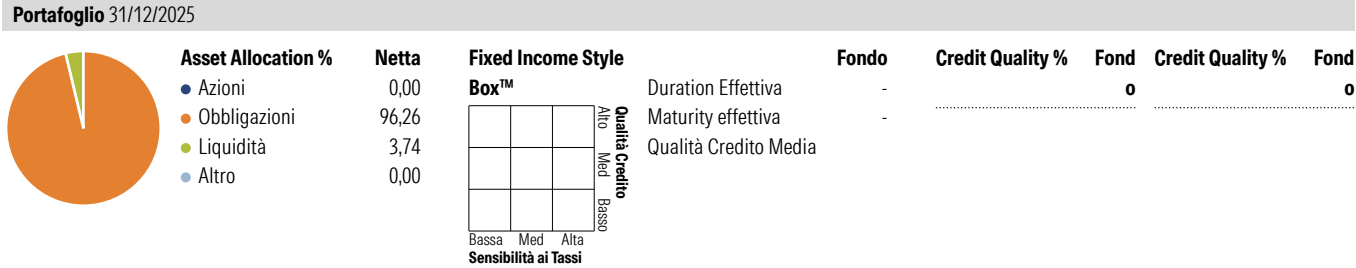 Portafoglio 31/12/2025
Asset Allocation % Netta
Azioni 0,00
Obbligazioni 96,26
Liquidità 3,74
Altro 0,00
Fixed Income Style
Box™
Alto Med Basso
Qualità Credito
Bassa Med Alta
Sensibilità ai Tassi
Fondo
Duration Effettiva -
Maturity effettiva -
Qualità Credito Media
Credit Quality % Fond
o
Credit Quality % Fond
o